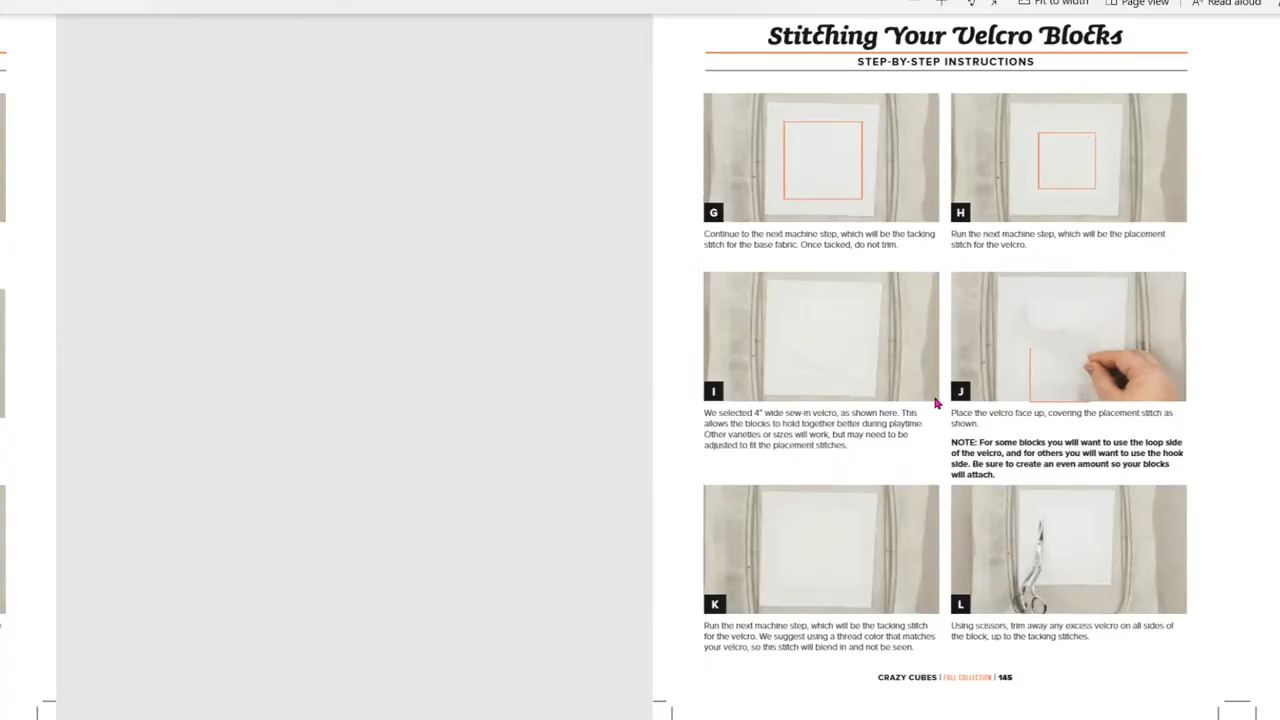 Fit to width
Page view
Read aloud
Stitching Your Velcro Blocks
STEP-BY-STEP INSTRUCTIONS
G
Continue to the next machine step, which will be the tacking
stitch for the base fabric. Once tacked, do not trim.
H
Run the next machine step, which will be the placement
stitch for the velcro.
I
We selected 4" wide sew-in velcro, as shown here. This
allows the blocks to hold together better during playtime.
Other varieties or sizes will work, but may need to be
adjusted to fit the placement stitches.
J
Place the velcro face up, covering the placement stitch as
shown.
NOTE: For some blocks you will want to use the loop side
of the velcro, and for others you will want to use the hook
side. Be sure to create an even amount so your blocks
will attach.
K
Run the next machine step, which will be the tacking stitch
for the velcro. We suggest using a thread color that matches
your velcro, so this stitch will blend in and not be seen.
L
Using scissors, trim away any excess velcro on all sides of
the block, up to the tacking stitches.
CRAZY CUBES | FULL COLLECTION | 145